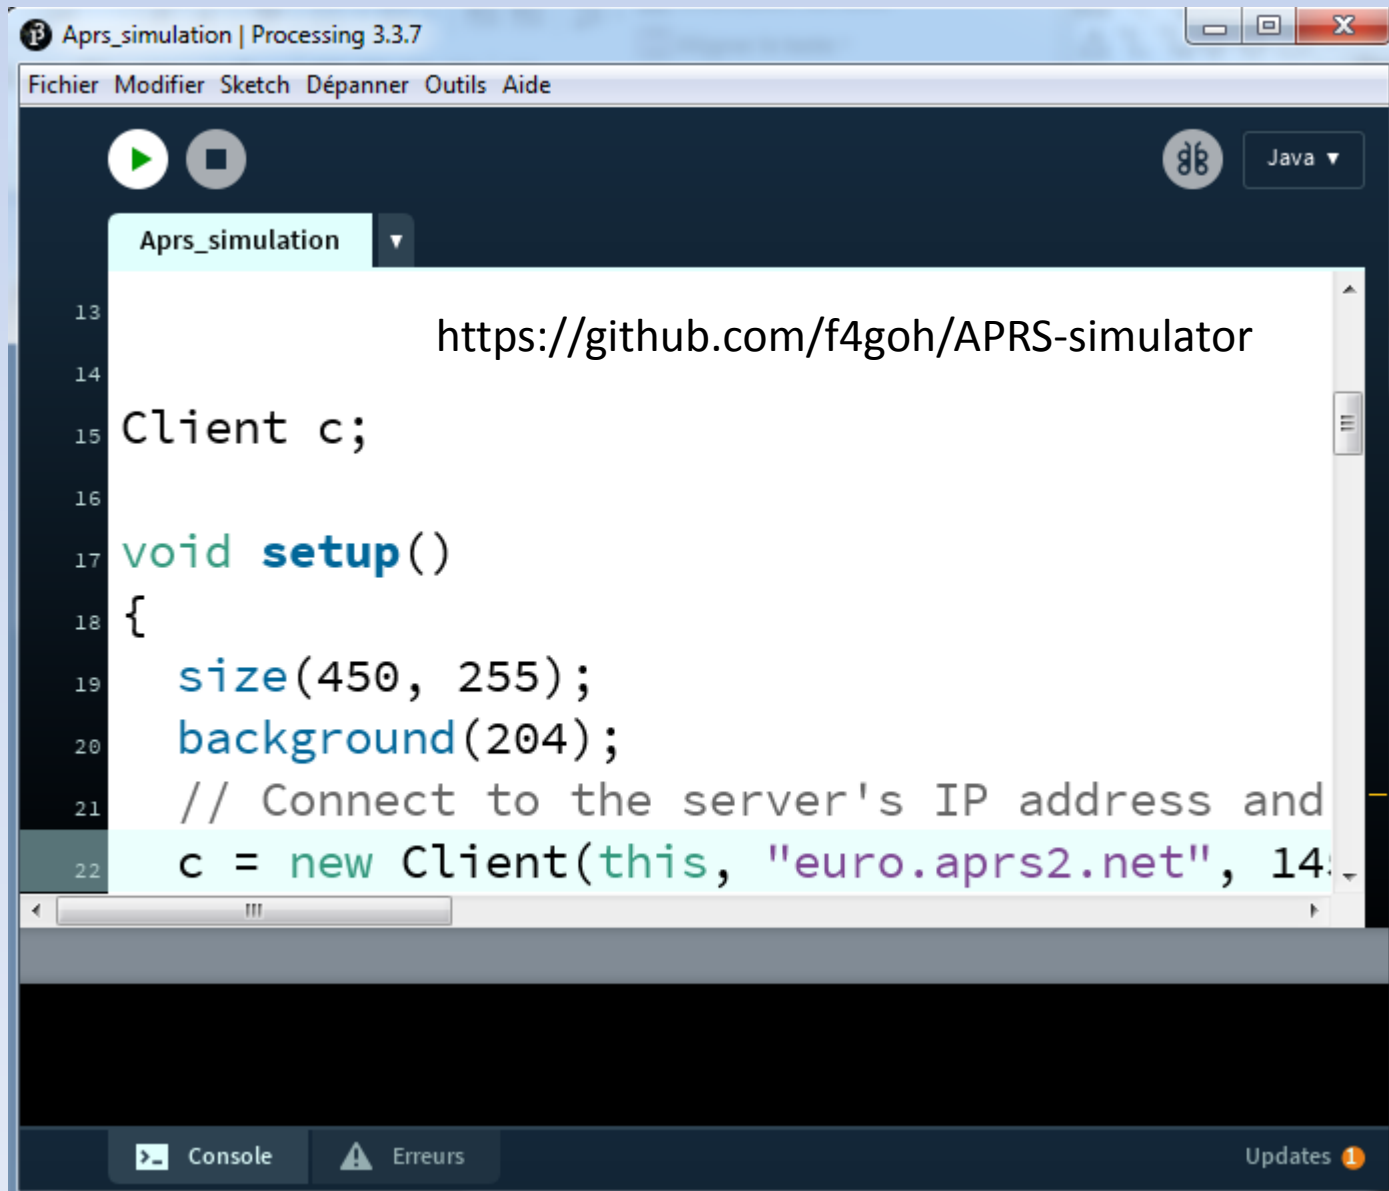 Aprs_simulation | Processing 3.3.7
Fichier Modifier Sketch Dépanner Outils Aide
Java ▼
Aprs_simulation ▼
13
https://github.com/f4goh/APRS-simulator
14
15 Client c;
16
17 void setup()
18 {
19 size(450, 255);
20 background(204);
21 // Connect to the server's IP address and
22 c = new Client(this, "euro.aprs2.net", 14
Console Erreurs Updates 1